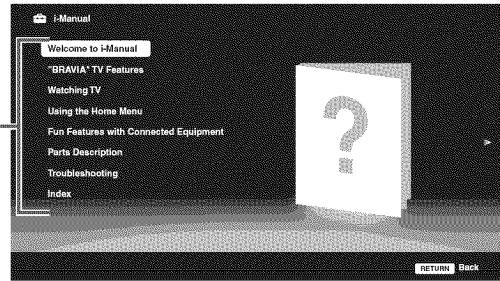 i-Manual
Welcome to i-Manual
"BRAVIA" TV Features
Watching TV
Using the Home Menu
Fun Features with Connected Equipment
Parts Description
Troubleshooting
Index
?
RETURN Back